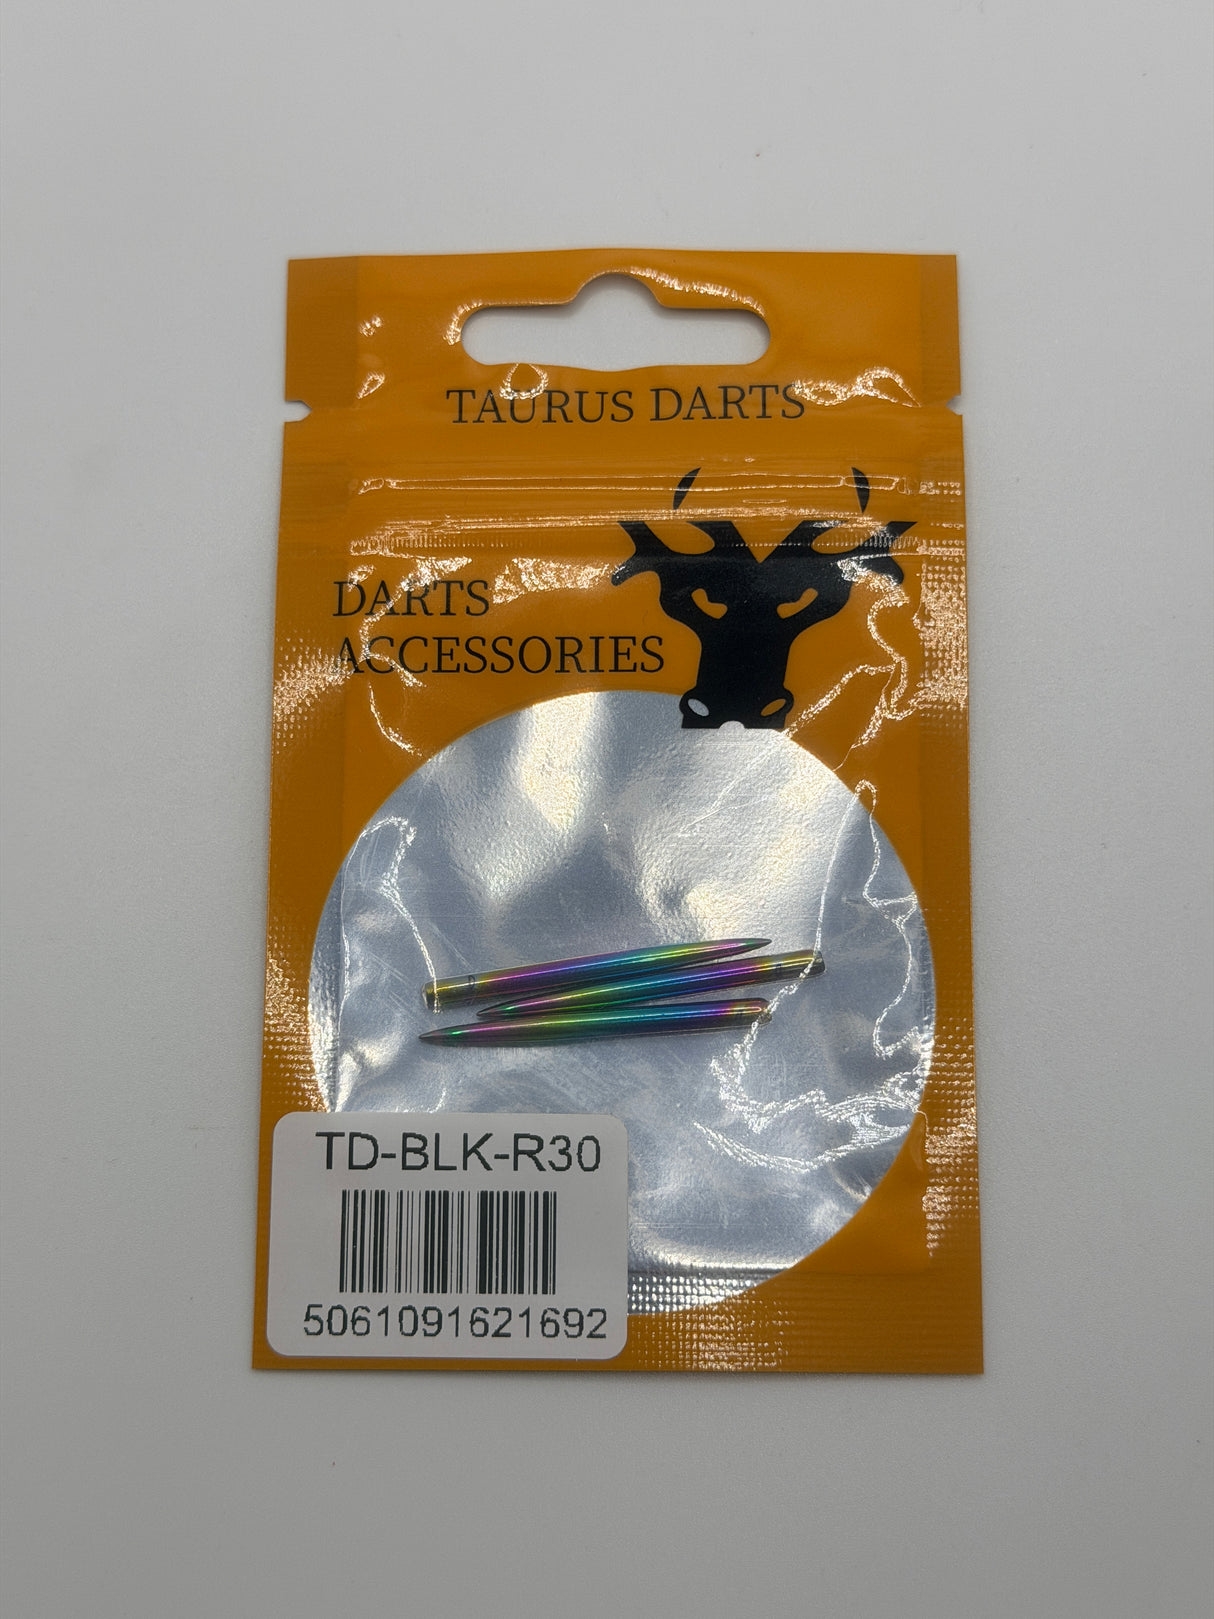 TAURUS DARTS
DARTS
ACCESSORIES
TD-BLK-R30
5061091621692